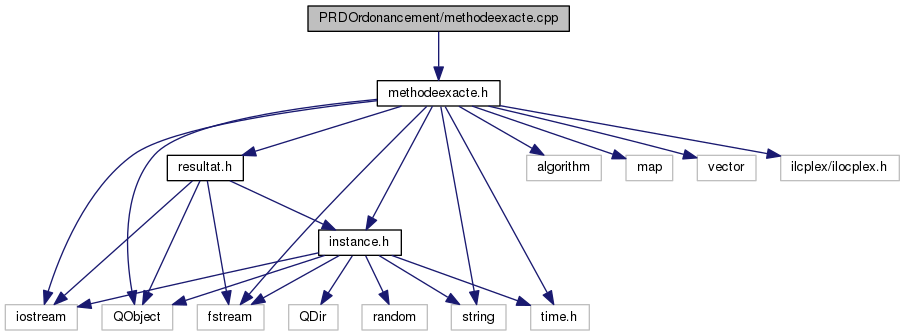 PRDOrdonancement/methodeexacte.cpp
methodeexacte.h
resultat.h
algorithm
map
vector
ilcplex/ilocplex.h
instance.h
iostream
QObject
fstream
QDir
random
string
time.h